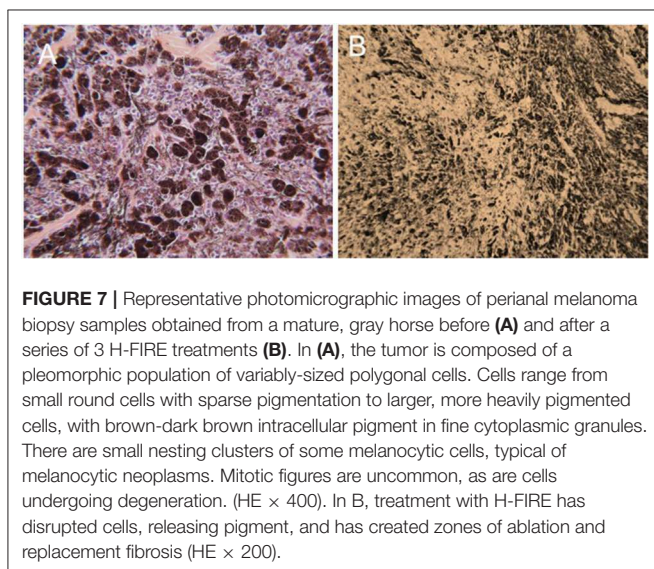 A
B
FIGURE 7 | Representative photomicrographic images of perianal melanoma
biopsy samples obtained from a mature, gray horse before (A) and after a
series of 3 H-FIRE treatments (B). In (A), the tumor is composed of a
pleomorphic population of variably-sized polygonal cells. Cells range from
small round cells with sparse pigmentation to larger, more heavily pigmented
cells, with brown-dark brown intracellular pigment in fine cytoplasmic granules.
There are small nesting clusters of some melanocytic cells, typical of
melanocytic neoplasms. Mitotic figures are uncommon, as are cells
undergoing degeneration. (HE × 400). In B, treatment with H-FIRE has
disrupted cells, releasing pigment, and has created zones of ablation and
replacement fibrosis (HE × 200).